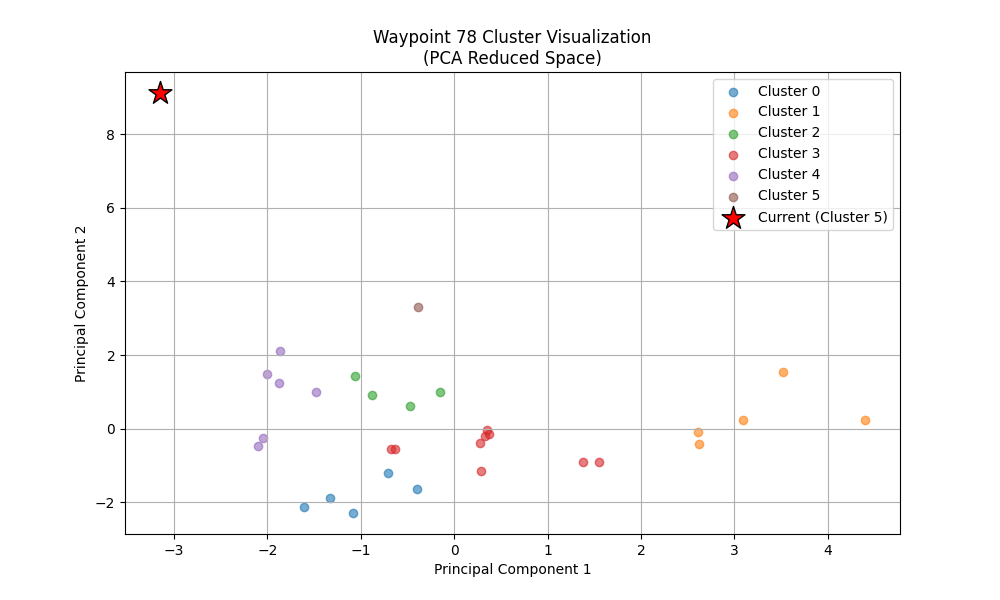 Waypoint 78 Cluster Visualization
(PCA Reduced Space)
Cluster 0
Cluster 1
Cluster 2
Cluster 3
Cluster 4
Cluster 5
Current (Cluster 5)
Principal Component 2
8
6
4
2
0
−2
−3
−2
−1
0
1
2
3
4
Principal Component 1